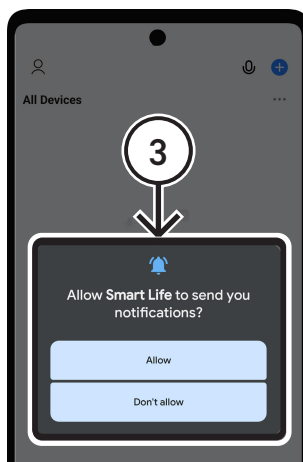 All Devices
3
Allow Smart Life to send you
notifications?
Allow
Don't allow